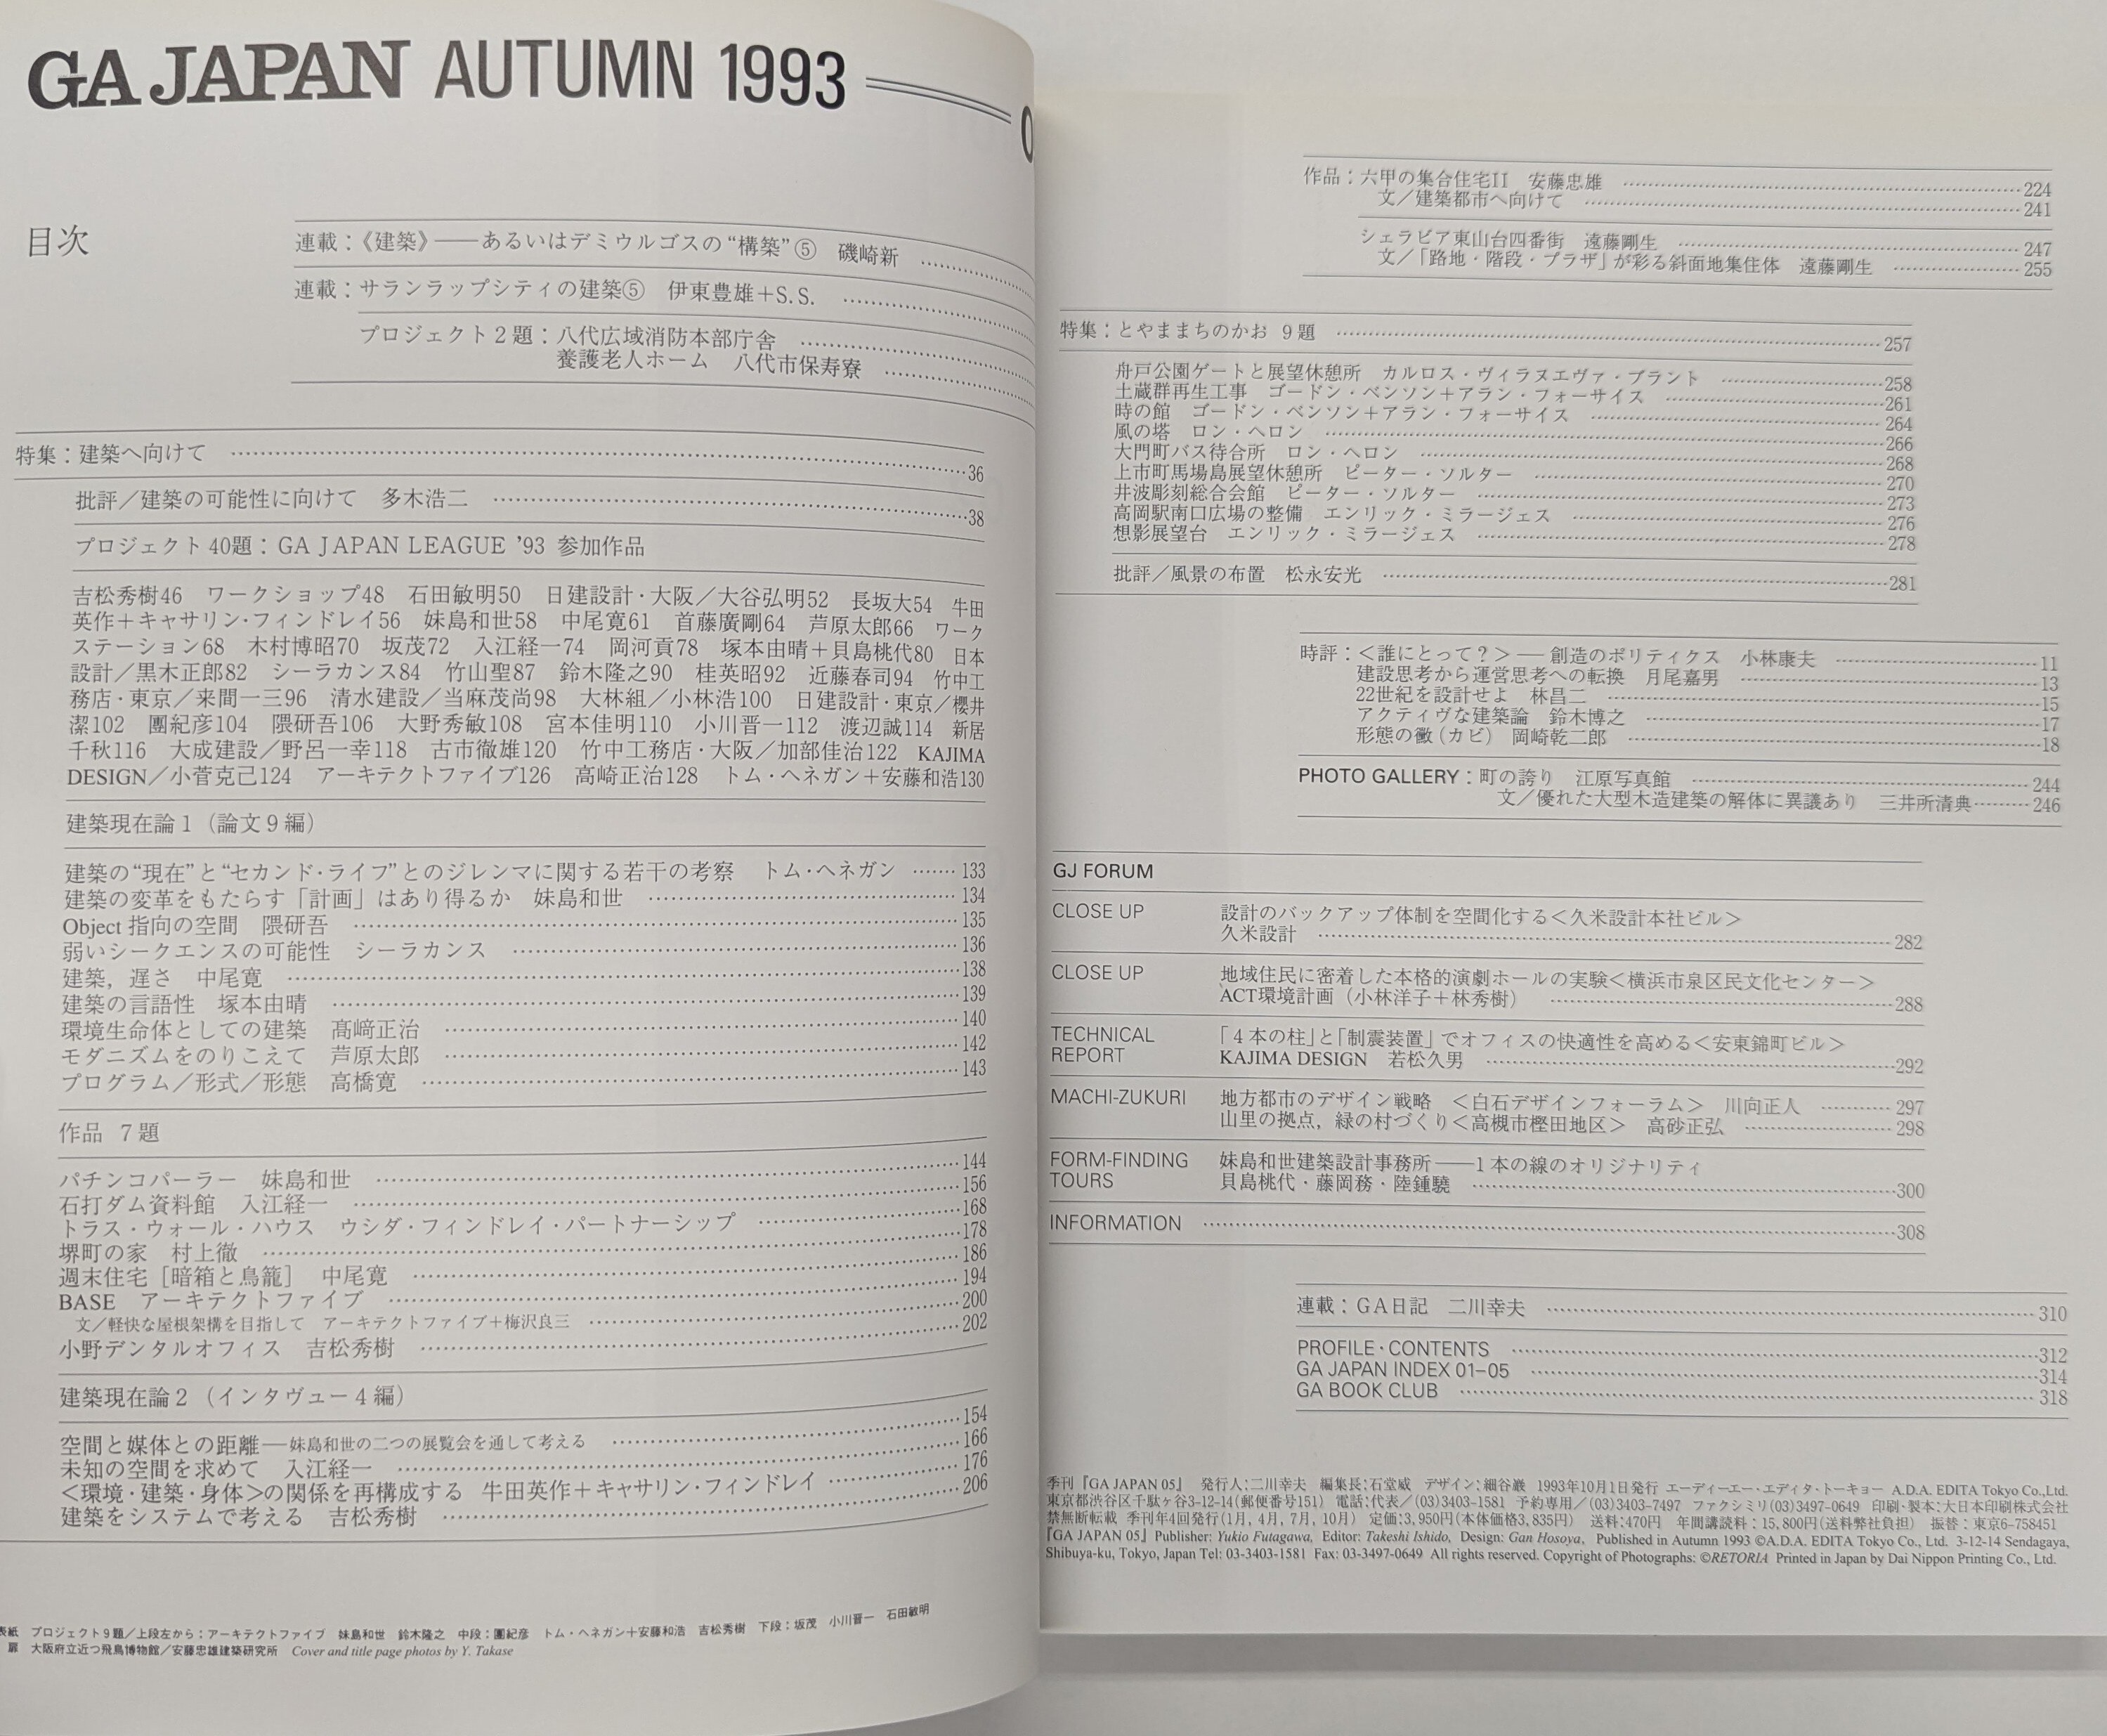 GA JAPAN AUTUMN 1993
目次
連載：《建築》——あるいはデミウルゴスの“構築”⑤　磯崎新
連載：サランラップシティの建築⑤　伊東豊雄＋S.S.
プロジェクト2題：八代広域消防本部庁舎
養護老人ホーム　八代市保寿寮
特集：建築へ向けて 36
批評／建築の可能性に向けて　多木浩二 38
プロジェクト40題：GA JAPAN LEAGUE ’93 参加作品
吉松秀樹46　ワークショップ48　石田敏明50　日建設計・大阪／大谷弘明52　長坂大54　牛田
英作＋キャサリン・フィンドレイ56　妹島和世58　中尾寛61　首藤廣剛64　芦原太郎66　ワーク
ステーション68　木村博昭70　坂茂72　入江経一74　岡河貢78　塚本由晴＋貝島桃代80　日本
設計／黒木正郎82　シーラカンス84　竹山聖87　鈴木隆之90　桂英昭92　近藤春司94　竹中工
務店・東京／来間一三96　清水建設／当麻茂尚98　大林組／小林浩100　日建設計・東京／櫻井
潔102　團紀彦104　隈研吾106　大野秀敏108　宮本佳明110　小川晋一112　渡辺誠114　新居
千秋116　大成建設／野呂一幸118　古市徹雄120　竹中工務店・大阪／加部佳治122　KAJIMA
DESIGN／小菅克己124　アーキテクトファイブ126　高崎正治128　トム・ヘネガン＋安藤和浩130
建築現在論1（論文9編）
建築の“現在”と“セカンド・ライフ”とのジレンマに関する若干の考察　トム・ヘネガン 133
建築の変革をもたらす「計画」はあり得るか　妹島和世 134
Object 指向の空間　隈研吾 135
弱いシークエンスの可能性　シーラカンス 136
建築，遅さ　中尾寛 138
建築の言語性　塚本由晴 139
環境生命体としての建築　高﨑正治 140
モダニズムをのりこえて　芦原太郎 142
プログラム／形式／形態　高橋寛 143
作品　7題
パチンコパーラー　妹島和世 144
石打ダム資料館　入江経一 156
トラス・ウォール・ハウス　ウシダ・フィンドレイ・パートナーシップ 168
堺町の家　村上徹 178
週末住宅［暗箱と鳥籠］　中尾寛 186
BASE　アーキテクトファイブ 194
文／軽快な屋根架構を目指して　アーキテクトファイブ＋梅沢良三 200
小野デンタルオフィス　吉松秀樹 202
建築現在論2（インタヴュー4編）
空間と媒体との距離—妹島和世の二つの展覧会を通して考える 154
未知の空間を求めて　入江経一 166
＜環境・建築・身体＞の関係を再構成する　牛田英作＋キャサリン・フィンドレイ 176
建築をシステムで考える　吉松秀樹 206
表紙　プロジェクト9題／上段左から：アーキテクトファイブ　妹島和世　鈴木隆之　中段：團紀彦　トム・ヘネガン＋安藤和浩　吉松秀樹　下段：坂茂　小川晋一　石田敏明
扉　大阪府立近つ飛鳥博物館／安藤忠雄建築研究所　Cover and title page photos by Y. Takase
作品：六甲の集合住宅II　安藤忠雄 224
文／建築都市へ向けて 241
シェラビア東山台四番街　遠藤剛生 247
文／「路地・階段・プラザ」が彩る斜面地集住体　遠藤剛生 255
特集：とやままちのかお 9題 257
舟戸公園ゲートと展望休憩所　カルロス・ヴィラヌエヴァ・ブラント 258
土蔵群再生工事　ゴードン・ベンソン＋アラン・フォーサイス 261
時の館　ゴードン・ベンソン＋アラン・フォーサイス 264
風の塔　ロン・ヘロン 266
大門町バス待合所　ロン・ヘロン 268
上市町馬場島展望休憩所　ピーター・ソルター 270
井波彫刻総合会館　ピーター・ソルター 273
高岡駅南口広場の整備　エンリック・ミラージェス 276
想影展望台　エンリック・ミラージェス 278
批評／風景の布置　松永安光 281
時評：＜誰にとって？＞—創造のポリティクス　小林康夫 11
建設思考から運営思考への転換　月尾嘉男 13
22世紀を設計せよ　林昌二 15
アクティヴな建築論　鈴木博之 17
形態の黴（カビ）　岡崎乾二郎 18
PHOTO GALLERY：町の誇り　江原写真館 244
文／優れた大型木造建築の解体に異議あり　三井所清典 246
GJ FORUM
CLOSE UP　設計のバックアップ体制を空間化する＜久米設計本社ビル＞
久米設計 282
CLOSE UP　地域住民に密着した本格的演劇ホールの実験＜横浜市泉区民文化センター＞
ACT環境計画（小林洋子＋林秀樹） 288
TECHNICAL REPORT　「4本の柱」と「制震装置」でオフィスの快適性を高める＜安東錦町ビル＞
KAJIMA DESIGN　若松久男 292
MACHI-ZUKURI　地方都市のデザイン戦略　＜白石デザインフォーラム＞　川向正人 297
山里の拠点，緑の村づくり＜高槻市樫田地区＞　高砂正弘 298
FORM-FINDING TOURS　妹島和世建築設計事務所——1本の線のオリジナリティ
貝島桃代・藤岡務・陸鍾驍 300
INFORMATION 308
連載：GA日記　二川幸夫 310
PROFILE・CONTENTS 312
GA JAPAN INDEX 01–05 314
GA BOOK CLUB 318
季刊『GA JAPAN 05』　発行人：二川幸夫　編集長：石堂威　デザイン：細谷巖　1993年10月1日発行　エーディーエー・エディタ・トーキョー　A.D.A. EDITA Tokyo Co.,Ltd.
東京都渋谷区千駄ヶ谷3-12-14（郵便番号151）　電話：代表／(03)3403-1581　予約専用／(03)3403-7497　ファクシミリ(03)3497-0649　印刷・製本：大日本印刷株式会社
禁無断転載　季刊年4回発行（1月，4月，7月，10月）　定価：3,950円（本体価格3,835円）　送料：470円　年間講読料：15,800円（送料弊社負担）　振替：東京6-758451
『GA JAPAN 05』 Publisher: Yukio Futagawa, Editor: Takeshi Ishido, Design: Gan Hosoya, Published in Autumn 1993 ©A.D.A. EDITA Tokyo Co., Ltd. 3-12-14 Sendagaya,
Shibuya-ku, Tokyo, Japan Tel: 03-3403-1581 Fax: 03-3497-0649 All rights reserved. Copyright of Photographs: ©RETORIA Printed in Japan by Dai Nippon Printing Co., Ltd.